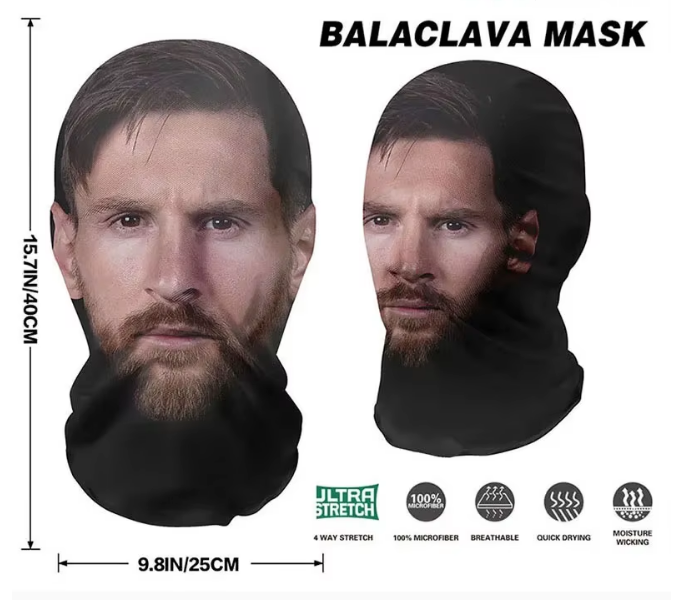 BALACLAVA MASK
15.7IN/40CM
ULTRA
STRETCH
100%
MICROFIBER
4 WAY STRETCH
100% MICROFIBER
BREATHABLE
QUICK DRYING
MOISTURE
WICKING
9.8IN/25CM